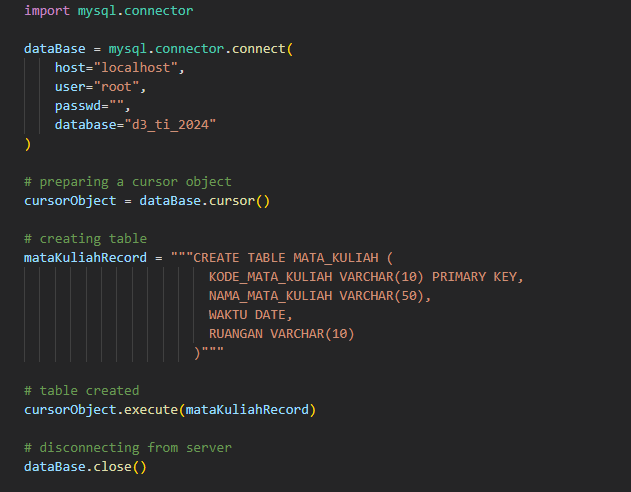 import mysql.connector
dataBase = mysql.connector.connect(
host="localhost",
user="root",
passwd="",
database="d3_ti_2024"
)
# preparing a cursor object
cursorObject = dataBase.cursor()
# creating table
mataKuliahRecord = """CREATE TABLE MATA_KULIAH (
KODE_MATA_KULIAH VARCHAR(10) PRIMARY KEY,
NAMA_MATA_KULIAH VARCHAR(50),
WAKTU DATE,
RUANGAN VARCHAR(10)
)"""
# table created
cursorObject.execute(mataKuliahRecord)
# disconnecting from server
dataBase.close()